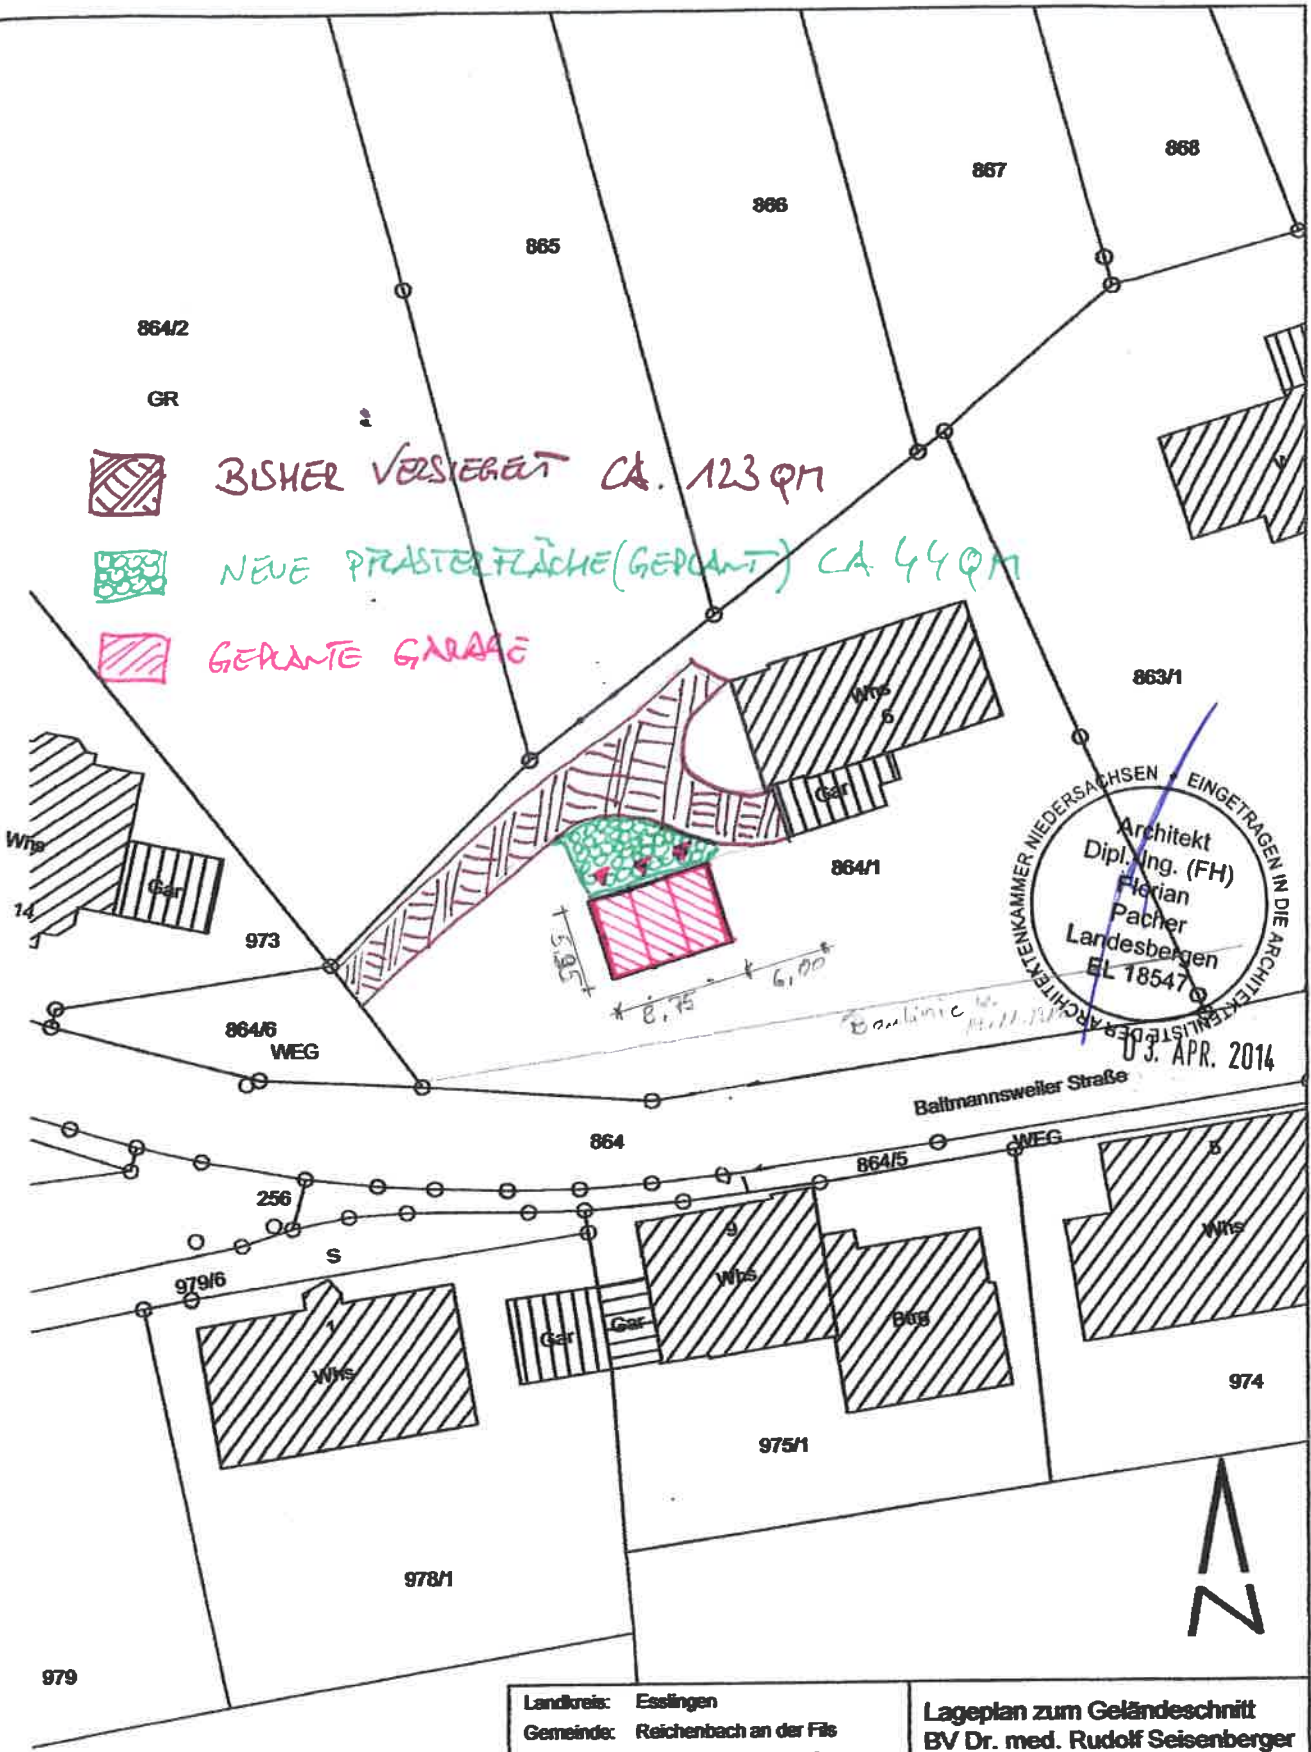 868
867
866
865
864/2
GR
BISHER VERSIEGELT CA. 123 QM
NEUE PFLASTERFLÄCHE (GEPLANT) CA 44 QM
GEPLANTE GARAGE
863/1
Whs
6
Gar
864/1
Whs
14
Gar
973
ARCHITEKTENKAMMER NIEDERSACHSEN • EINGETRAGEN IN DIE ARCHITEKTENLISTE DER
Architekt
Dipl.-Ing. (FH)
Florian
Pacher
Landesbergen
EL 18547
03. APR. 2014
5,95
8,75
6,00
Baulinie
864/6
WEG
Baltmannsweiler Straße
864
864/5
WEG
256
S
979/6
1
Whs
Gar
Gar
9
Whs
Btrg
5
Whs
974
975/1
978/1
979
N
Landkreis: Esslingen
Gemeinde: Reichenbach an der Fils
Lageplan zum Geländeschnitt
BV Dr. med. Rudolf Seisenberger